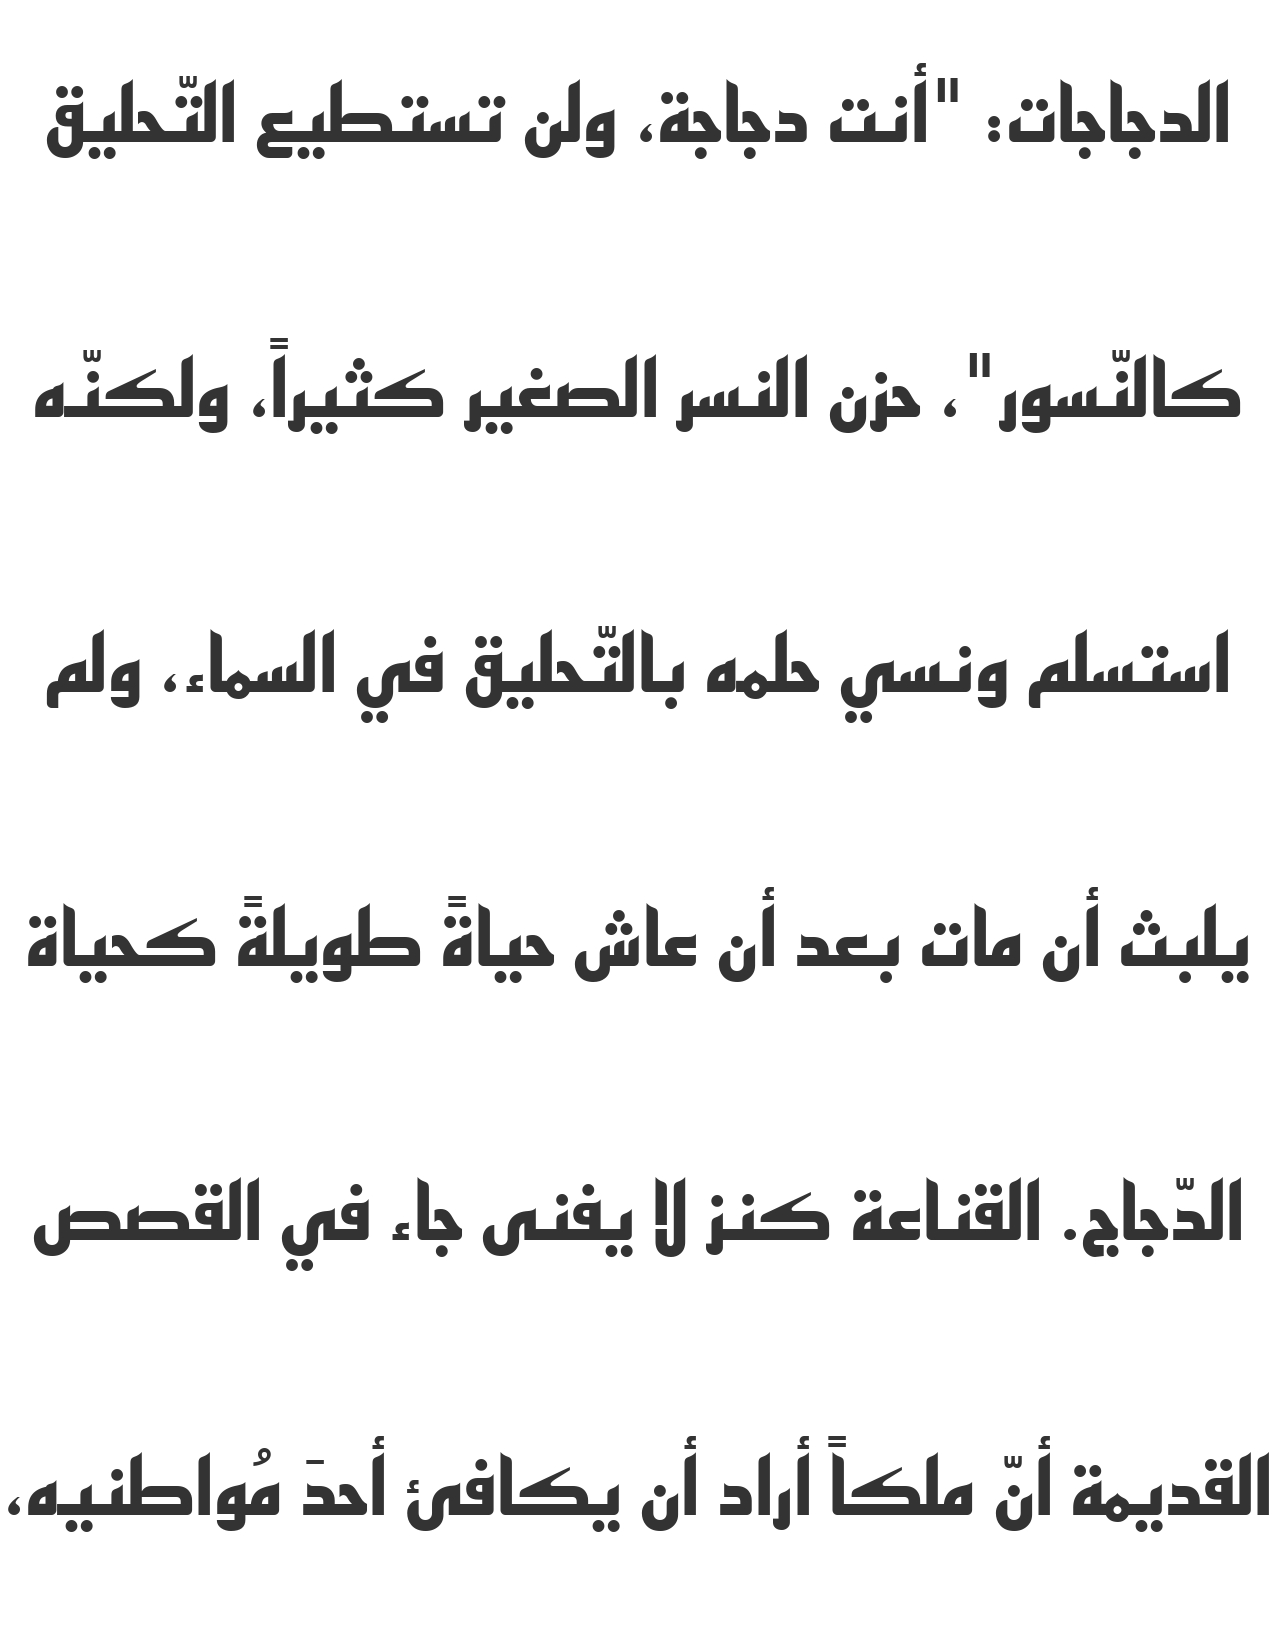 الدجاجات: "أنت دجاجة، ولن تستطيع التّحليق
كالنّسور"، حزن النسر الصغير كثيراً، ولكنّه
استسلم ونسي حلمه بالتّحليق في السماء، ولم
يلبث أن مات بعد أن عاش حياةً طويلةً كحياة
الدّجاج. القناعة كنز لا يفنى جاء في القصص
القديمة أنّ ملكاً أراد أن يكافئ أحدَ مُواطنيه،